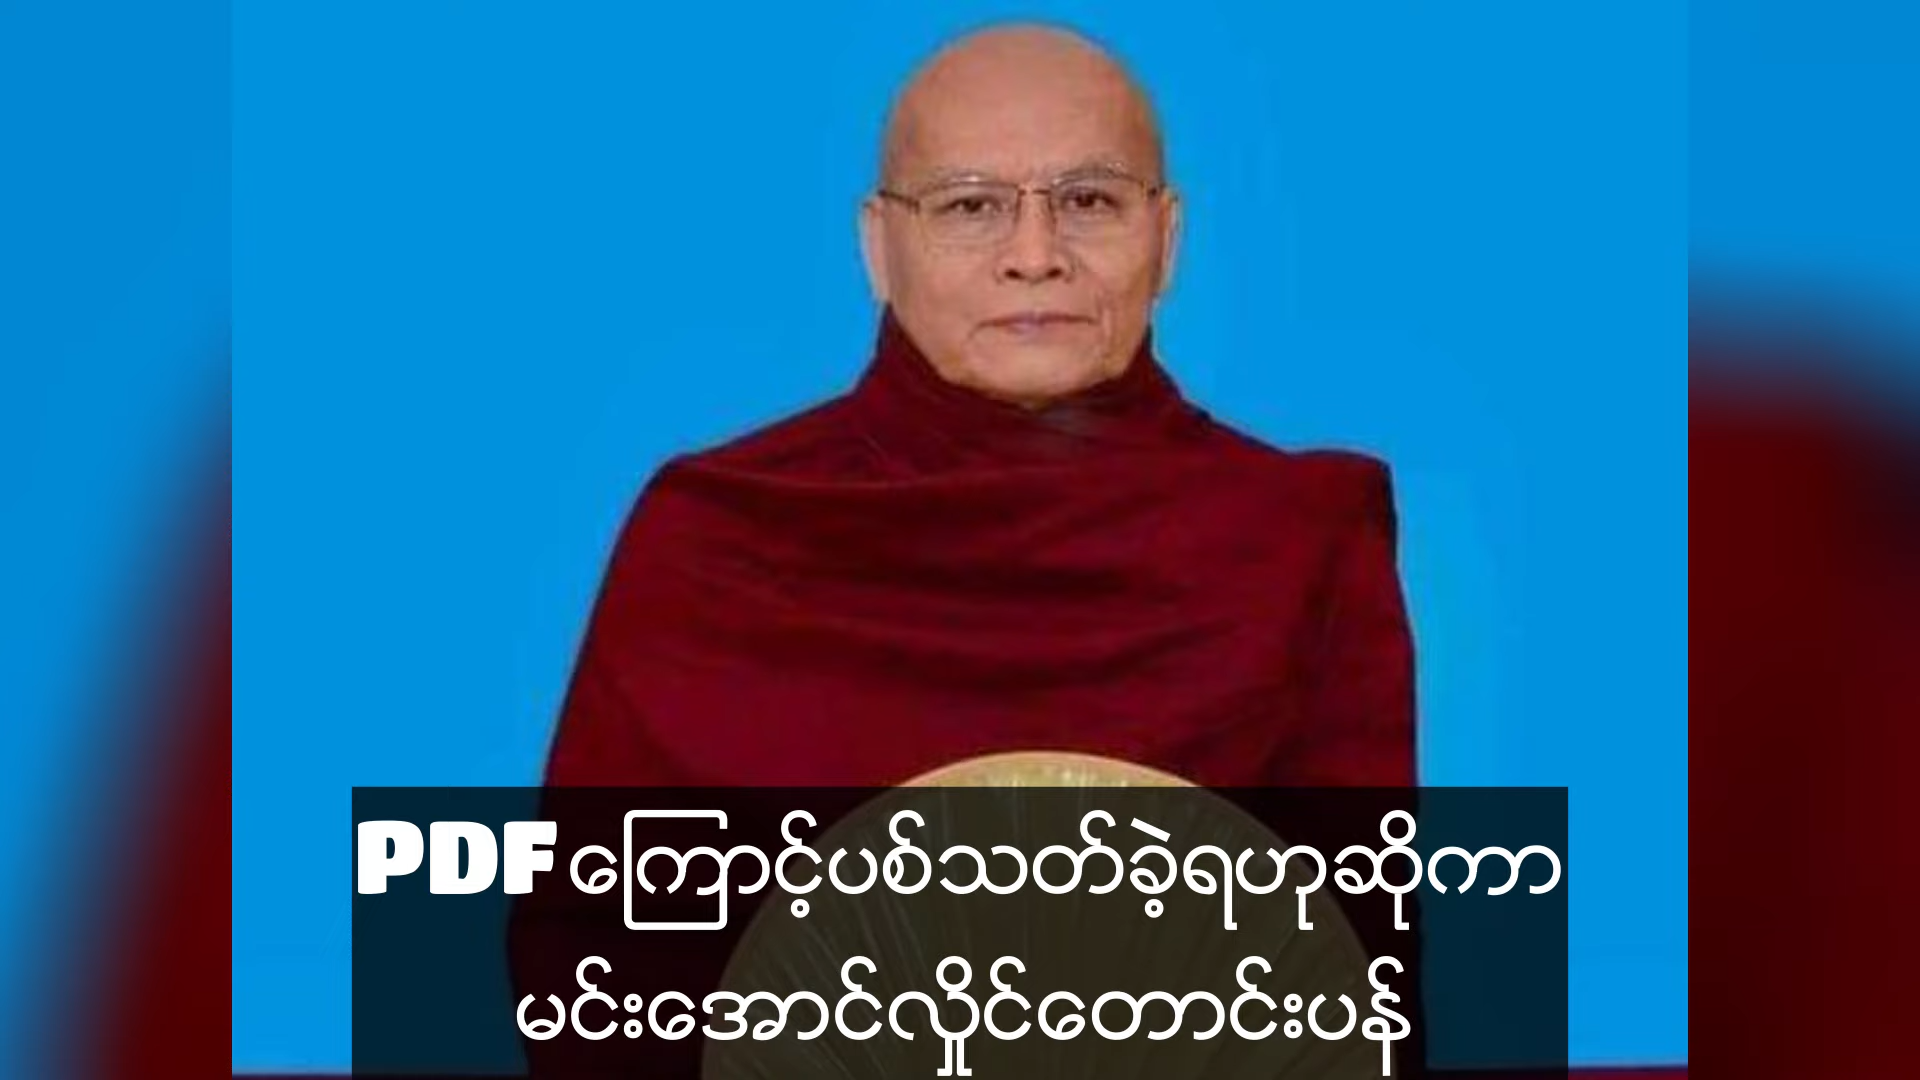 PDF ကြောင့်ပစ်သတ်ခဲ့ရဟုဆိုကာ
မင်းအောင်လှိုင်တောင်းပန်